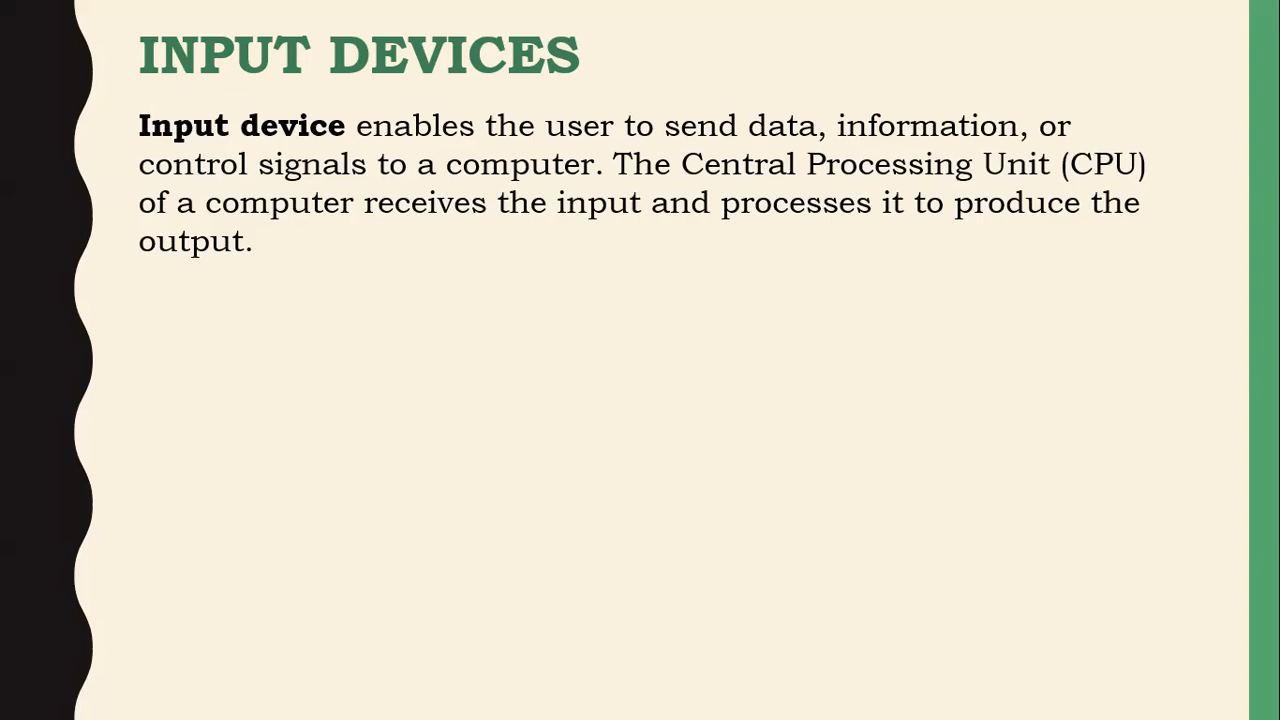 INPUT DEVICES
Input device enables the user to send data, information, or
control signals to a computer. The Central Processing Unit (CPU)
of a computer receives the input and processes it to produce the
output.